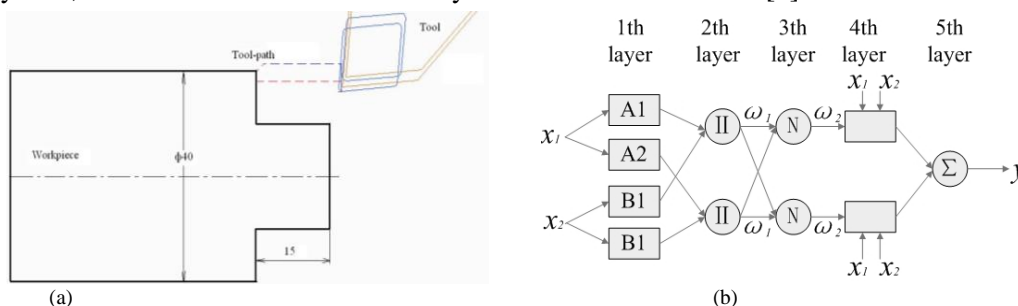 Tool-path
Tool
Workpiece
ϕ40
15
(a)
1th layer
2th layer
3th layer
4th layer
5th layer
x1 x2
A1
A2
B1
B1
x1
x2
Π
Π
ω1
ω1
N
N
ω2
ω2
Σ
y
x1 x2
(b)